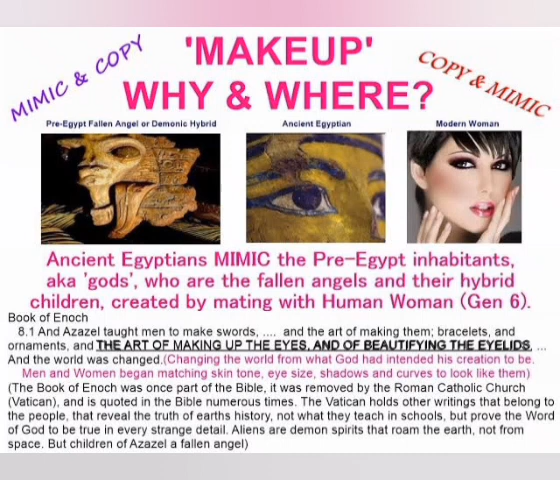 'MAKEUP'
WHY & WHERE?
MIMIC & COPY
COPY & MIMIC
Pre-Egypt Fallen Angel or Demonic Hybrid
Ancient Egyptian
Modern Woman
Ancient Egyptians MIMIC the Pre-Egypt inhabitants,
aka 'gods', who are the fallen angels and their hybrid
children, created by mating with Human Woman (Gen 6).
Book of Enoch
8.1 And Azazel taught men to make swords, .... and the art of making them; bracelets, and
ornaments, and THE ART OF MAKING UP THE EYES, AND OF BEAUTIFYING THE EYELIDS, ...
And the world was changed.(Changing the world from what God had intended his creation to be.
Men and Women began matching skin tone, eye size, shadows and curves to look like them)
(The Book of Enoch was once part of the Bible, it was removed by the Roman Catholic Church
(Vatican), and is quoted in the Bible numerous times. The Vatican holds other writings that belong to
the people, that reveal the truth of earths history, not what they teach in schools, but prove the Word
of God to be true in every strange detail. Aliens are demon spirits that roam the earth, not from
space. But children of Azazel a fallen angel)